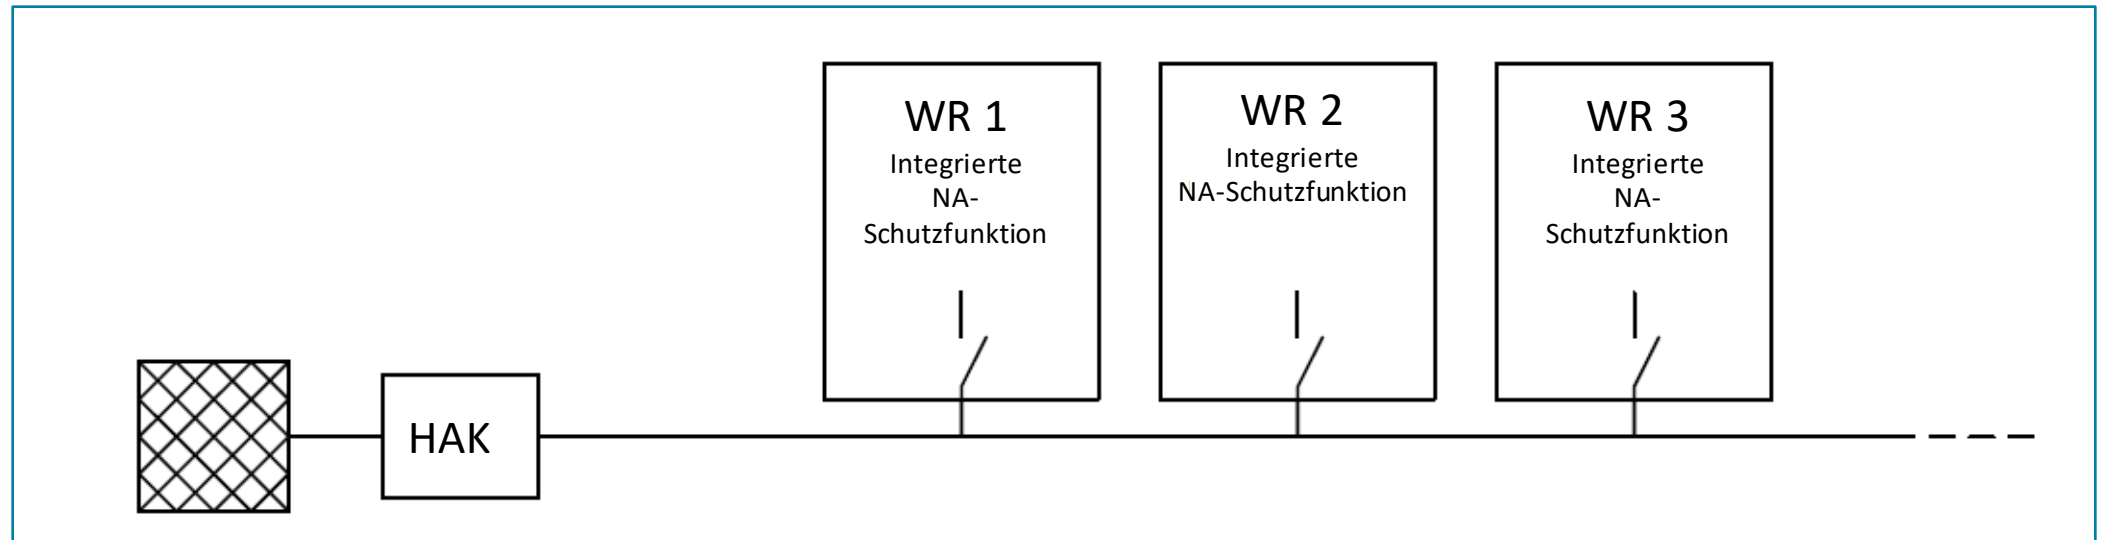 WR 1
Integrierte
NA-
Schutzfunktion
WR 2
Integrierte
NA-Schutzfunktion
WR 3
Integrierte
NA-
Schutzfunktion
HAK